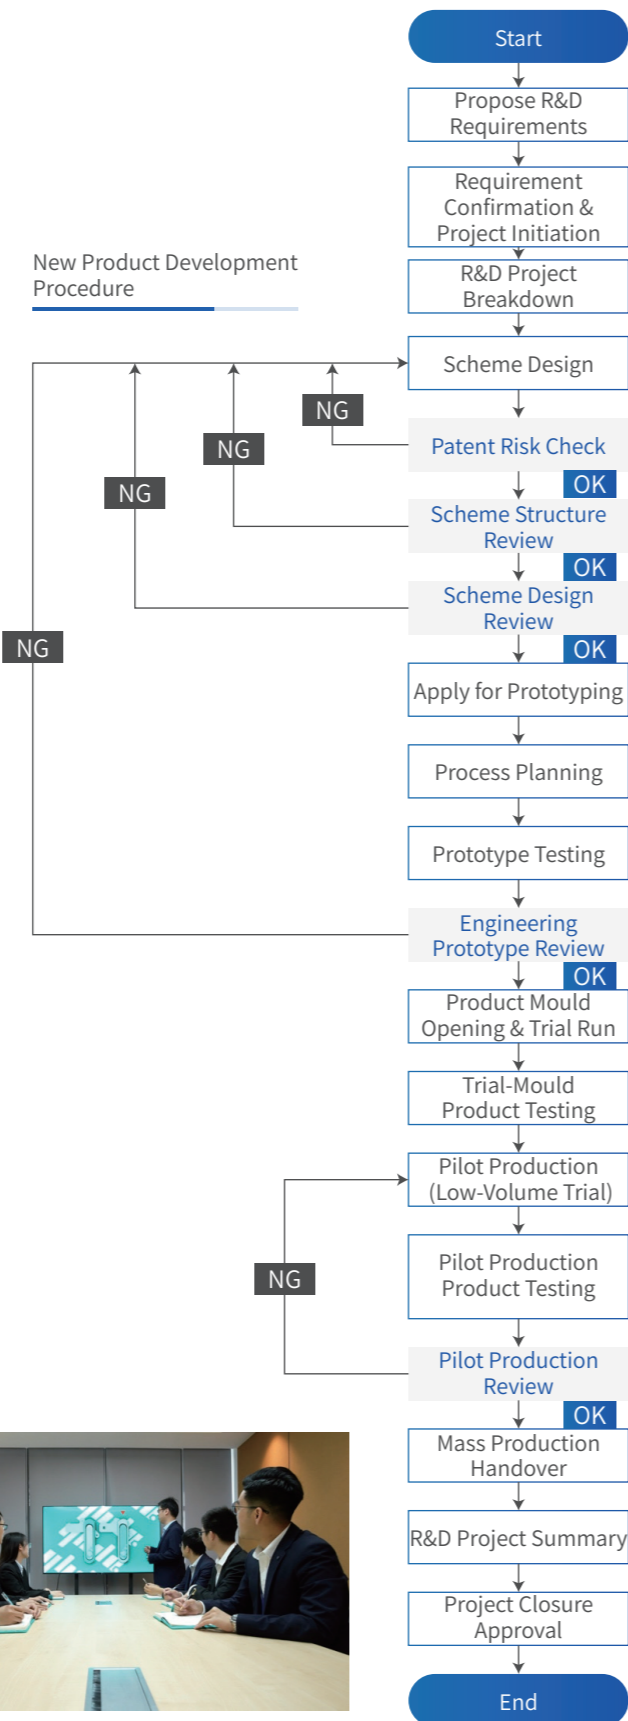 Start
Propose R&D
Requirements
Requirement
Confirmation &
Project Initiation
New Product Development
Procedure
R&D Project
Breakdown
Scheme Design
NG
Patent Risk Check
NG
OK
NG
Scheme Structure
Review
OK
Scheme Design
Review
NG
OK
Apply for Prototyping
Process Planning
Prototype Testing
Engineering
Prototype Review
OK
Product Mould
Opening & Trial Run
Trial-Mould
Product Testing
Pilot Production
(Low-Volume Trial)
NG
Pilot Production
Product Testing
Pilot Production
Review
OK
Mass Production
Handover
R&D Project Summary
Project Closure
Approval
End